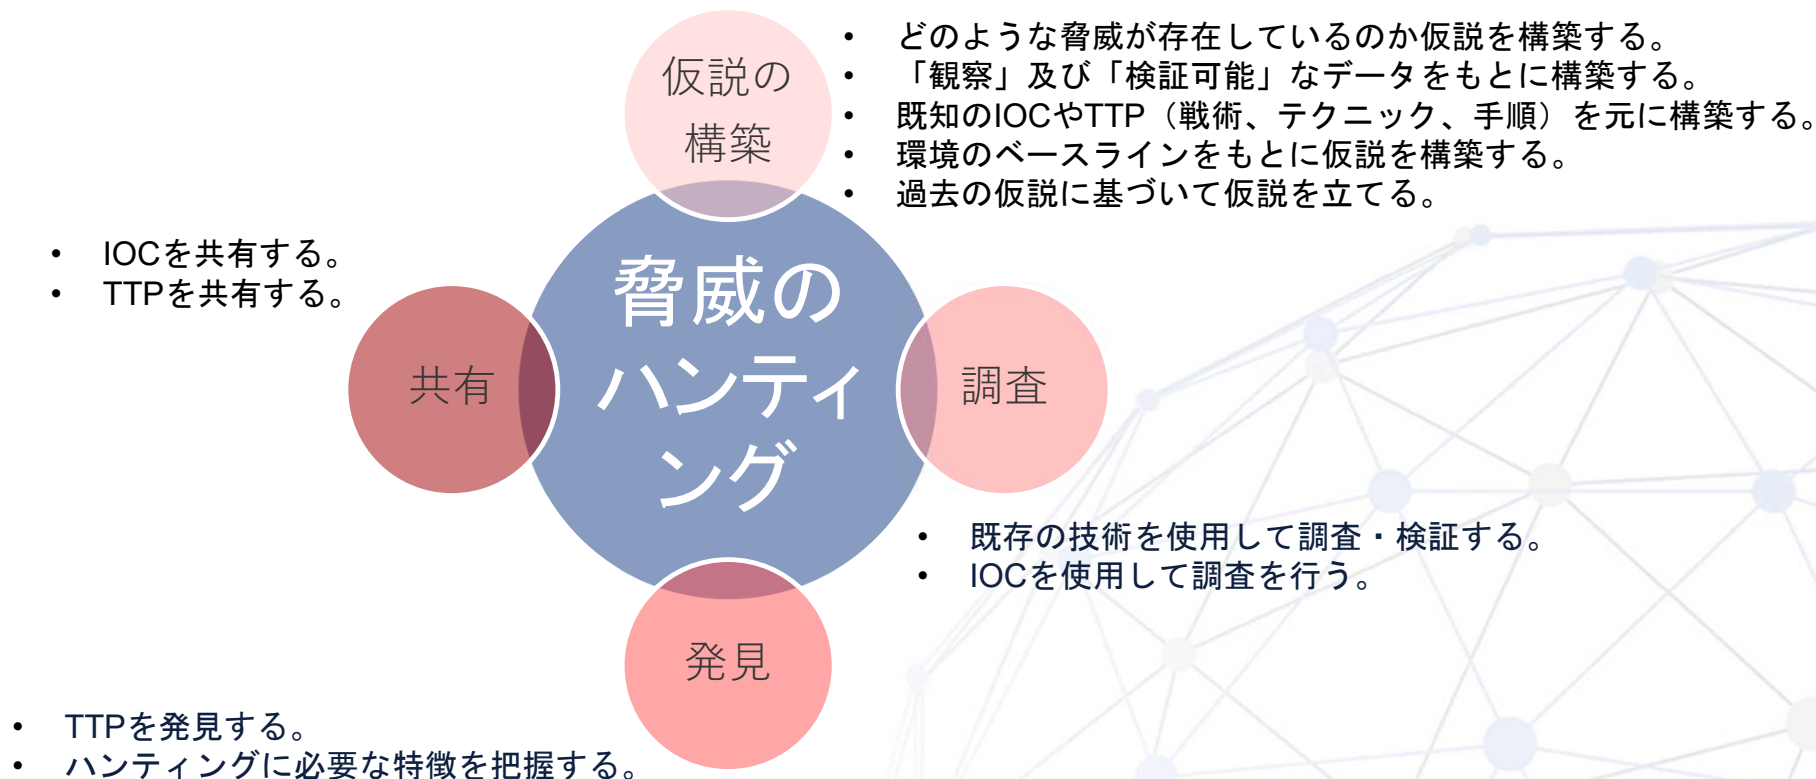 仮説の
構築
• どのような脅威が存在しているのか仮説を構築する。
• 「観察」及び「検証可能」なデータをもとに構築する。
• 既知のIOCやTTP（戦術、テクニック、手順）を元に構築する。
• 環境のベースラインをもとに仮説を構築する。
• 過去の仮説に基づいて仮説を立てる。
• IOCを共有する。
• TTPを共有する。
共有
脅威の
ハンティ
ング
調査
• 既存の技術を使用して調査・検証する。
• IOCを使用して調査を行う。
発見
• TTPを発見する。
• ハンティングに必要な特徴を把握する。